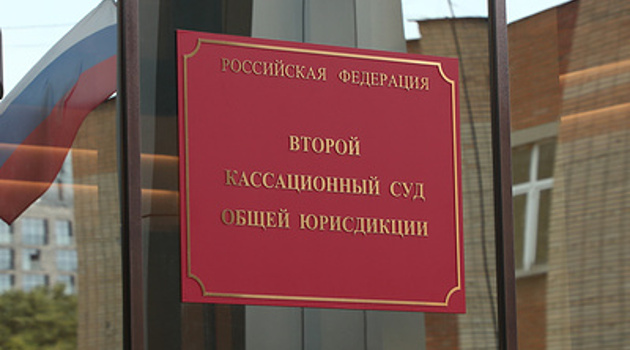 РОССИЙСКАЯ ФЕДЕРАЦИЯ
ВТОРОЙ
КАССАЦИОННЫЙ СУД
ОБЩЕЙ ЮРИСДИКЦИИ